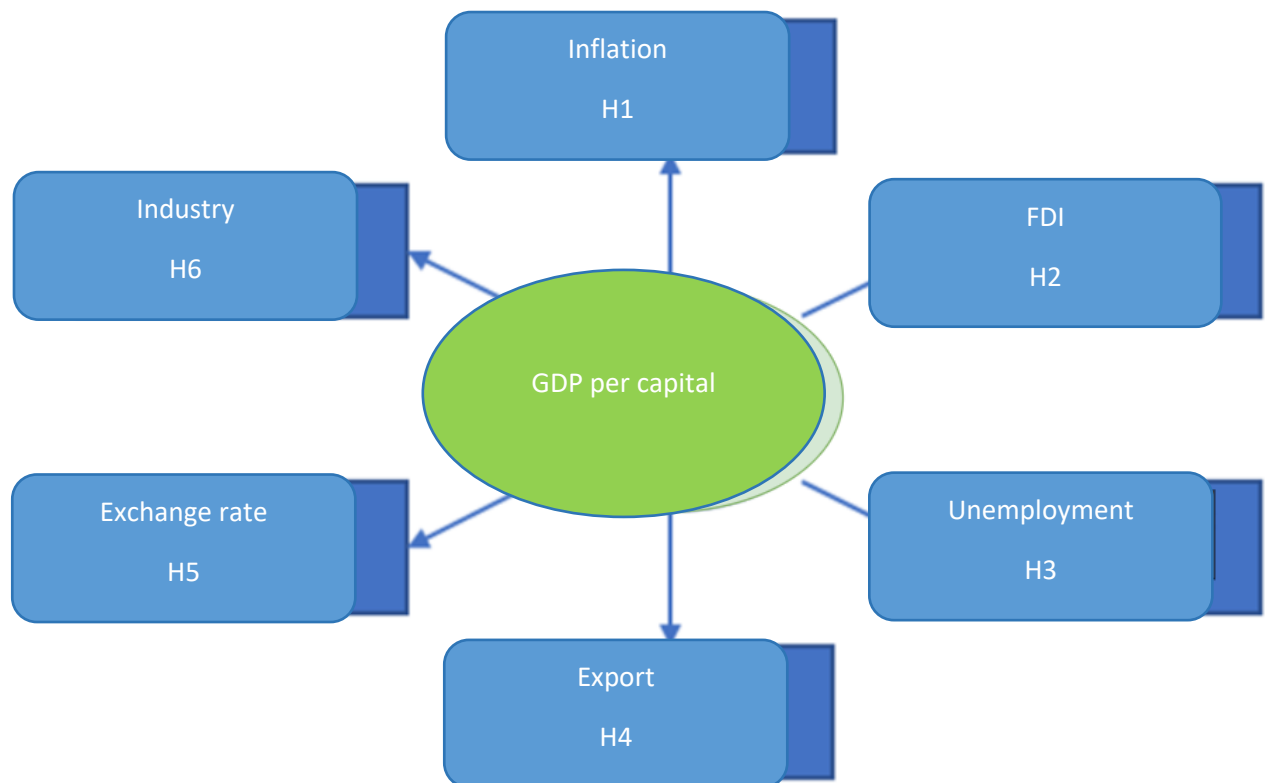 Inflation
H1
Industry
H6
FDI
H2
GDP per capital
Exchange rate
H5
Unemployment
H3
Export
H4